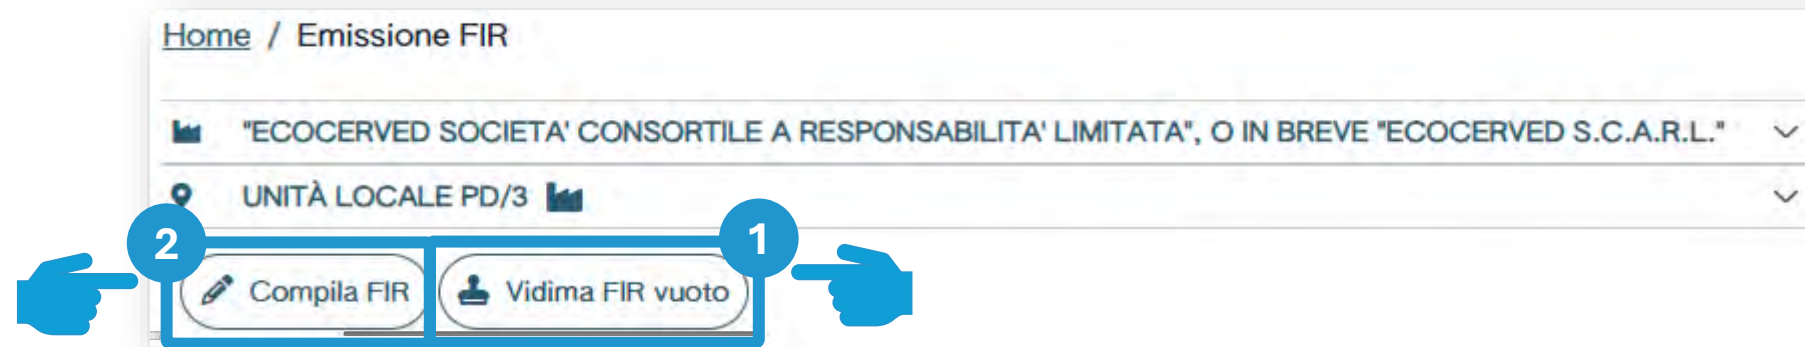 Home / Emissione FIR
"ECOCERVED SOCIETA' CONSORTILE A RESPONSABILITA' LIMITATA", O IN BREVE "ECOCERVED S.C.A.R.L."
UNITÀ LOCALE PD/3
2 1
Compila FIR Vidima FIR vuoto